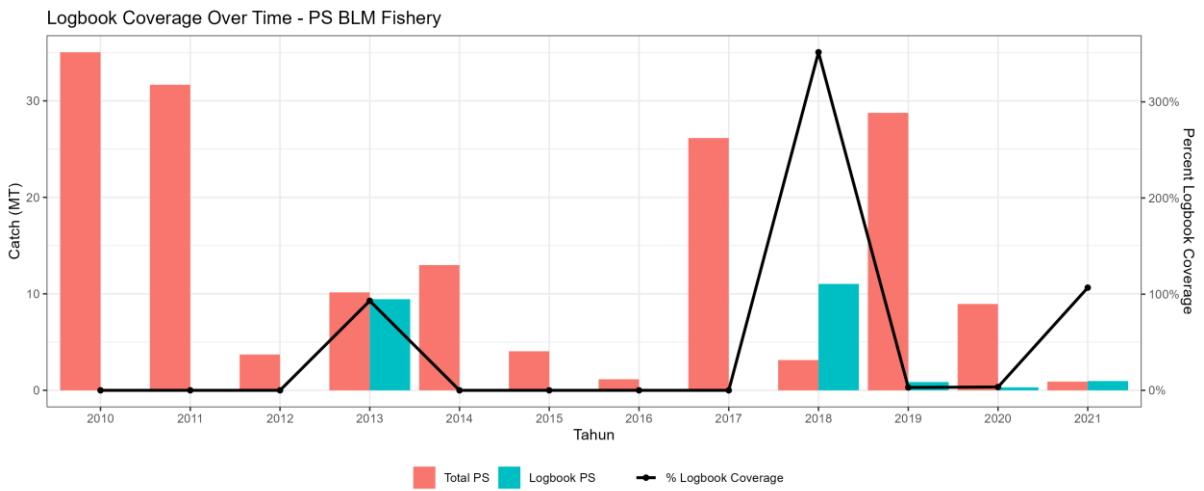 Logbook Coverage Over Time - PS BLM Fishery
Catch (MT)
30
20
10
0
300%
200%
100%
0%
Percent Logbook Coverage
2010 2011 2012 2013 2014 2015 2016 2017 2018 2019 2020 2021
Tahun
Total PS Logbook PS % Logbook Coverage